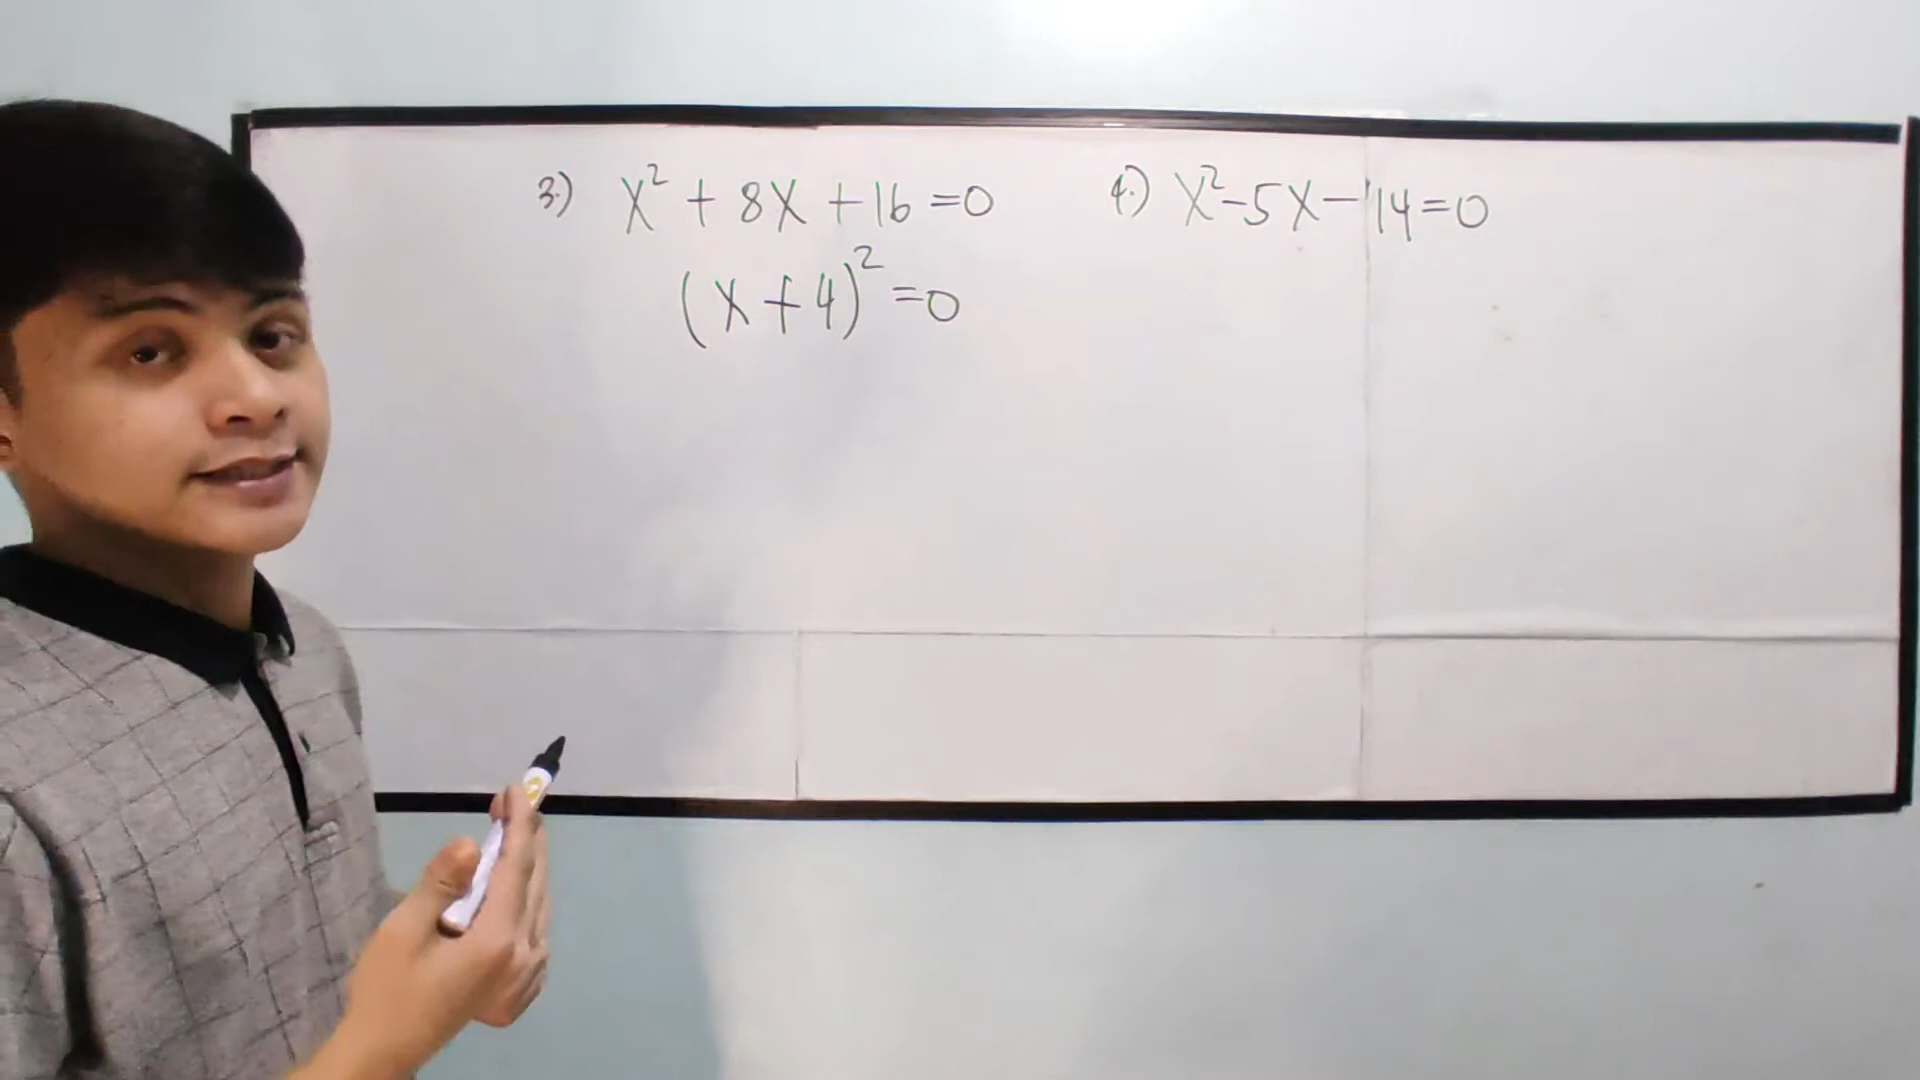 3.) x² + 8x + 16 = 0
(x + 4)² = 0
4.) x² - 5x - 14 = 0